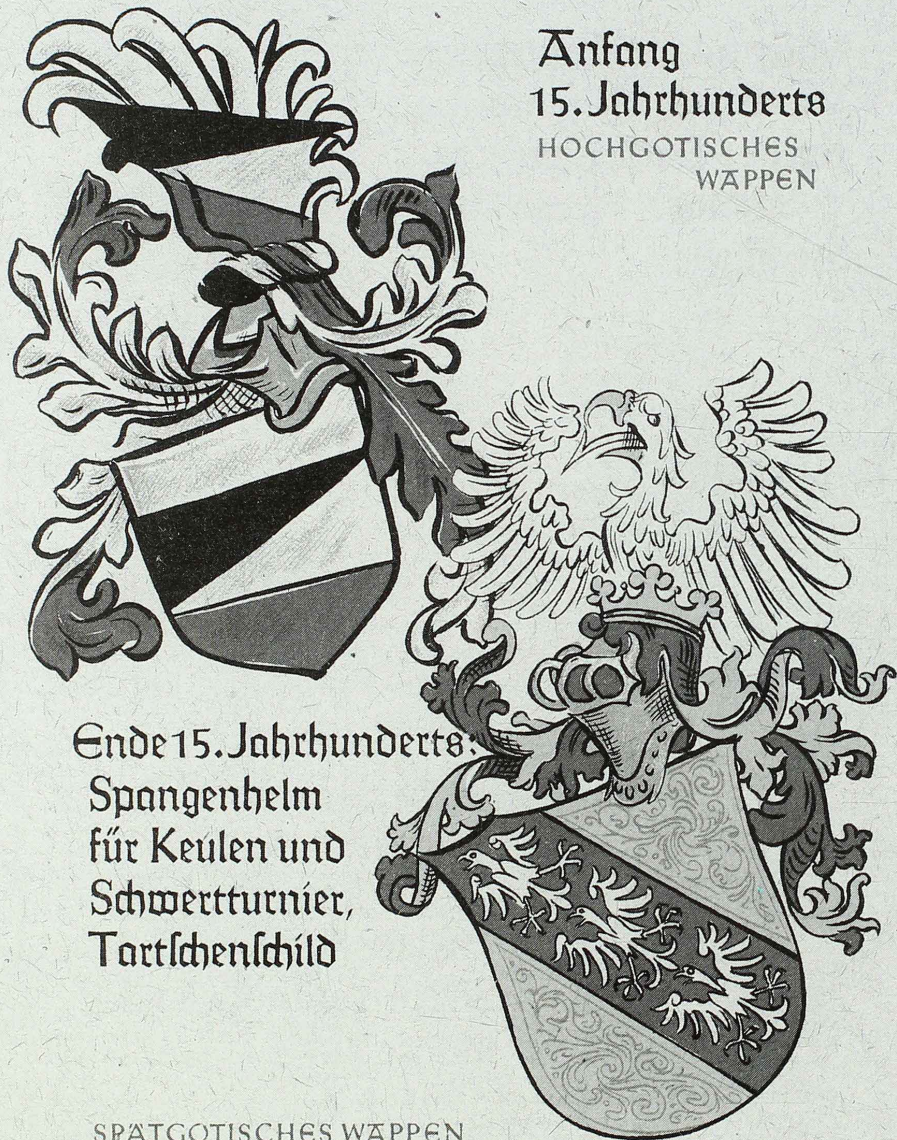 Anfang
15. Jahrhunderts
HOCHGOTISCHES
WAPPEN
Ende 15. Jahrhunderts:
Spangenhelm
für Keulen und
Schwertturnier,
Tartſchenſchild
SPÄTGOTISCHES WAPPEN